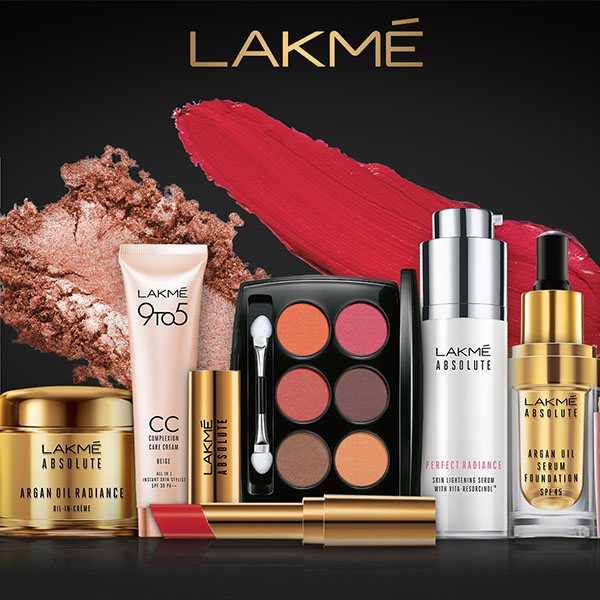 LAKMÉ
LAKMÉ
ABSOLUTE
ARGAN OIL RADIANCE
OIL-IN-CRÈME
LAKMÉ
9TO5
CC
COMPLEXION
CARE CREAM
BEIGE
ALL IN 1
INSTANT SKIN STYLIST
SPF 30 PA++
LAKMÉ
ABSOLUTE
LAKMÉ
ABSOLUTE
PERFECT RADIANCE
SKIN LIGHTENING SERUM
WITH VITA-RESORCINOL™
LAKMÉ
ABSOLUTE
ARGAN OIL
SERUM
FOUNDATION
SPF 45